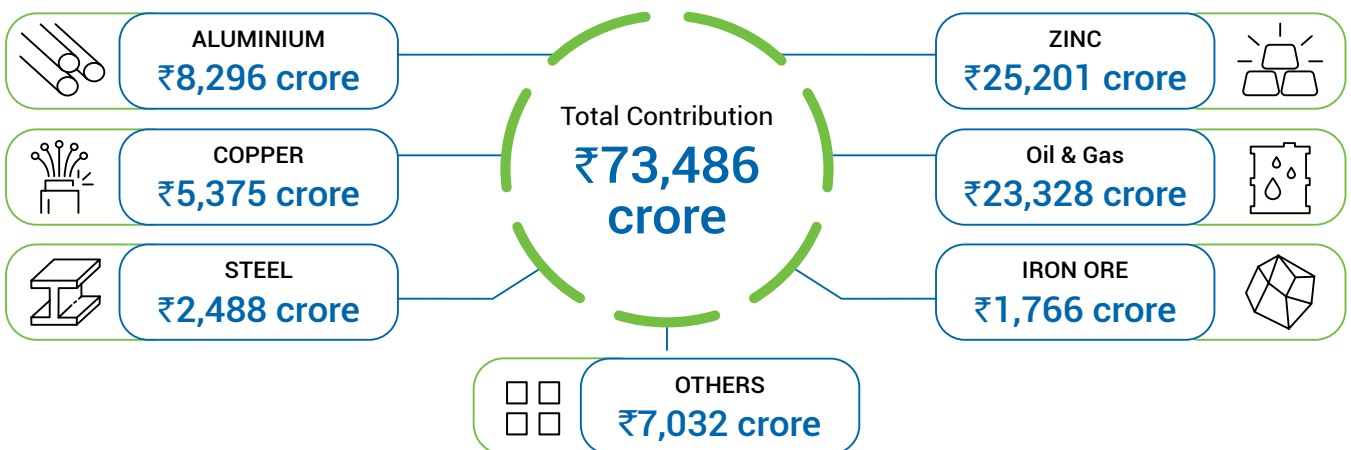 ALUMINIUM
₹8,296 crore
COPPER
₹5,375 crore
STEEL
₹2,488 crore
Total Contribution
₹73,486
crore
ZINC
₹25,201 crore
Oil & Gas
₹23,328 crore
IRON ORE
₹1,766 crore
OTHERS
₹7,032 crore